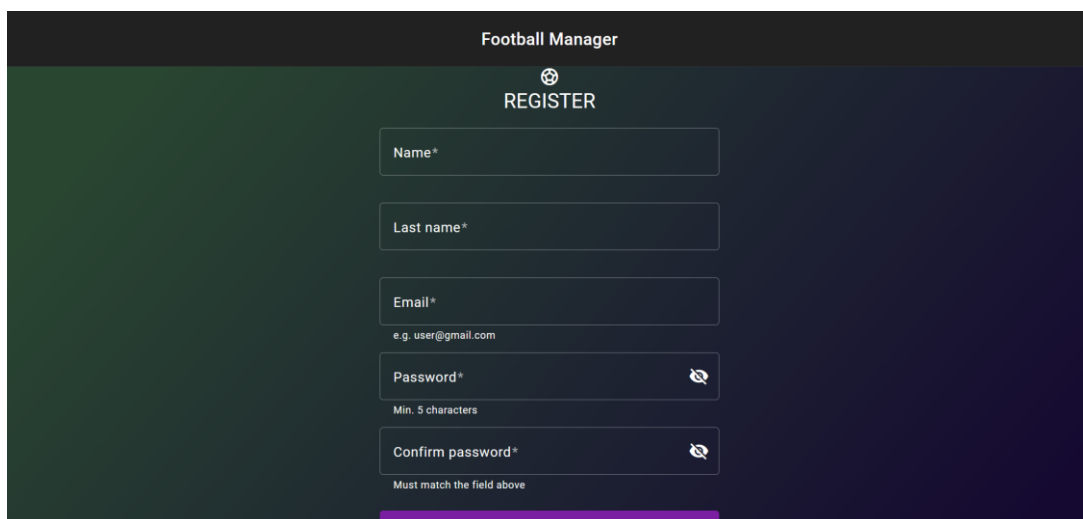 Football Manager
REGISTER
Name*
Last name*
Email*
e.g. user@gmail.com
Password*
Min. 5 characters
Confirm password*
Must match the field above